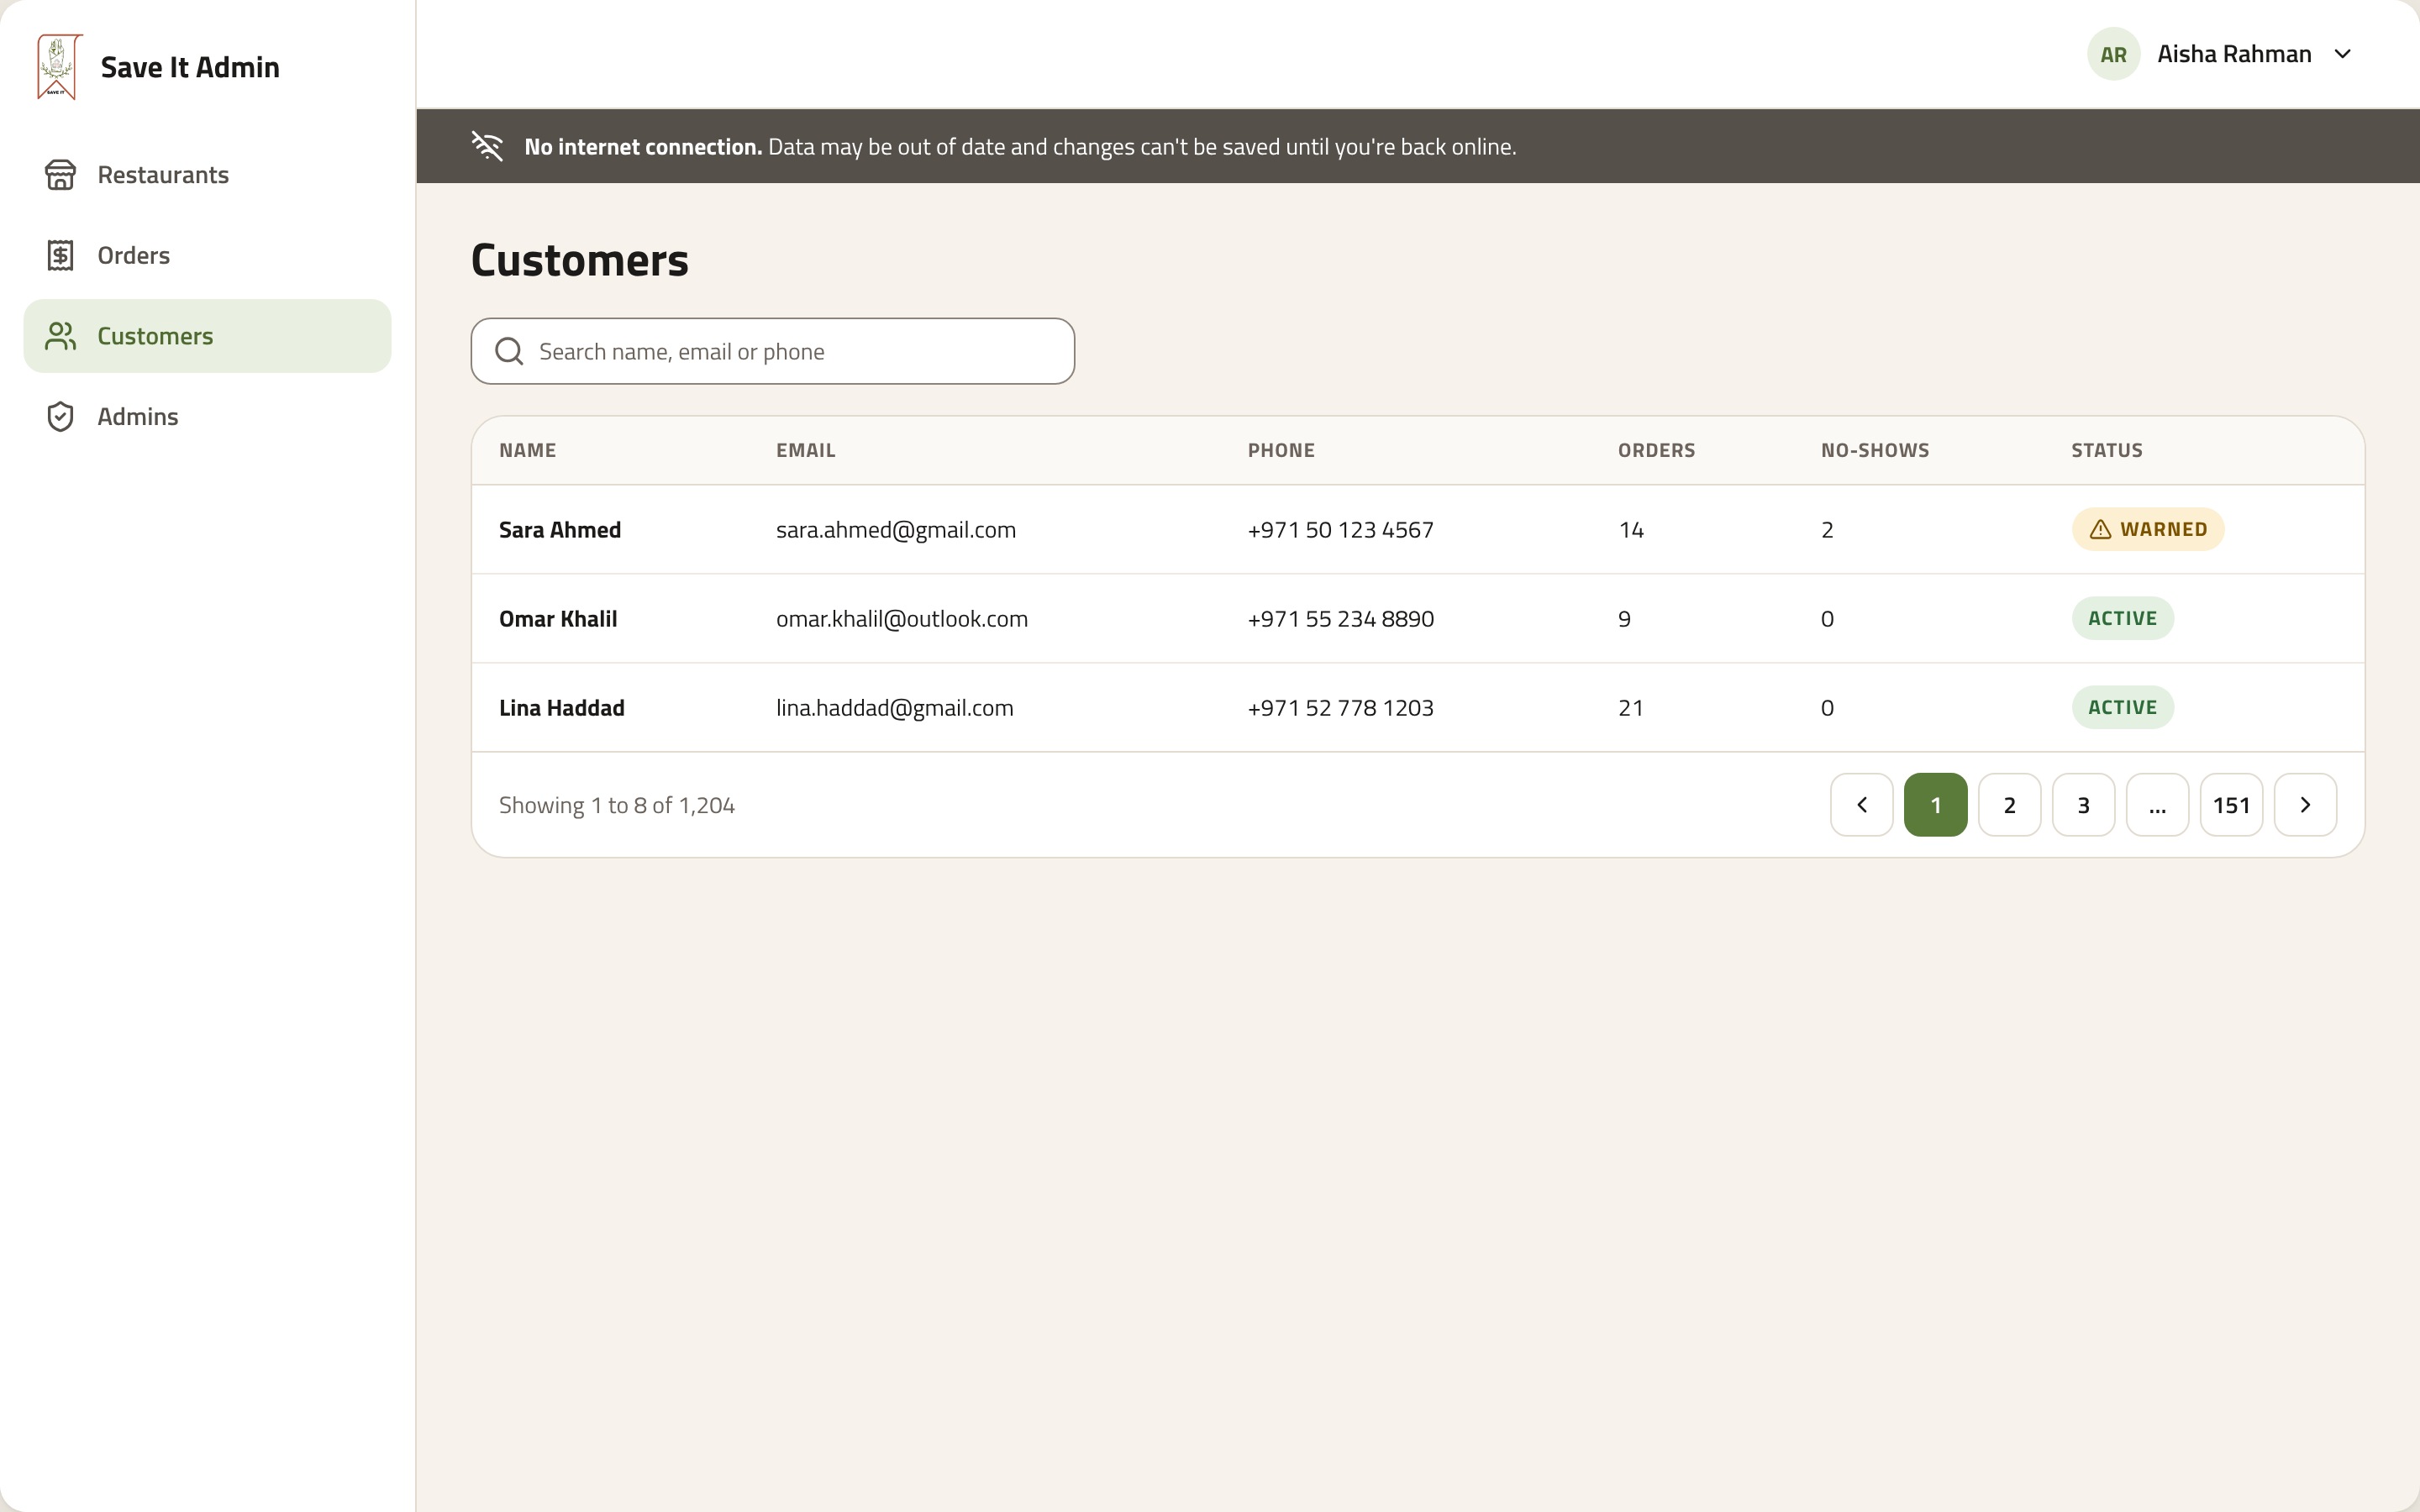 SAVE IT
Save It Admin
Restaurants
Orders
Customers
Admins
AR Aisha Rahman
No internet connection. Data may be out of date and changes can't be saved until you're back online.
Customers
Search name, email or phone
NAME EMAIL PHONE ORDERS NO-SHOWS STATUS
Sara Ahmed sara.ahmed@gmail.com +971 50 123 4567 14 2 WARNED
Omar Khalil omar.khalil@outlook.com +971 55 234 8890 9 0 ACTIVE
Lina Haddad lina.haddad@gmail.com +971 52 778 1203 21 0 ACTIVE
Showing 1 to 8 of 1,204 1 2 3 ... 151